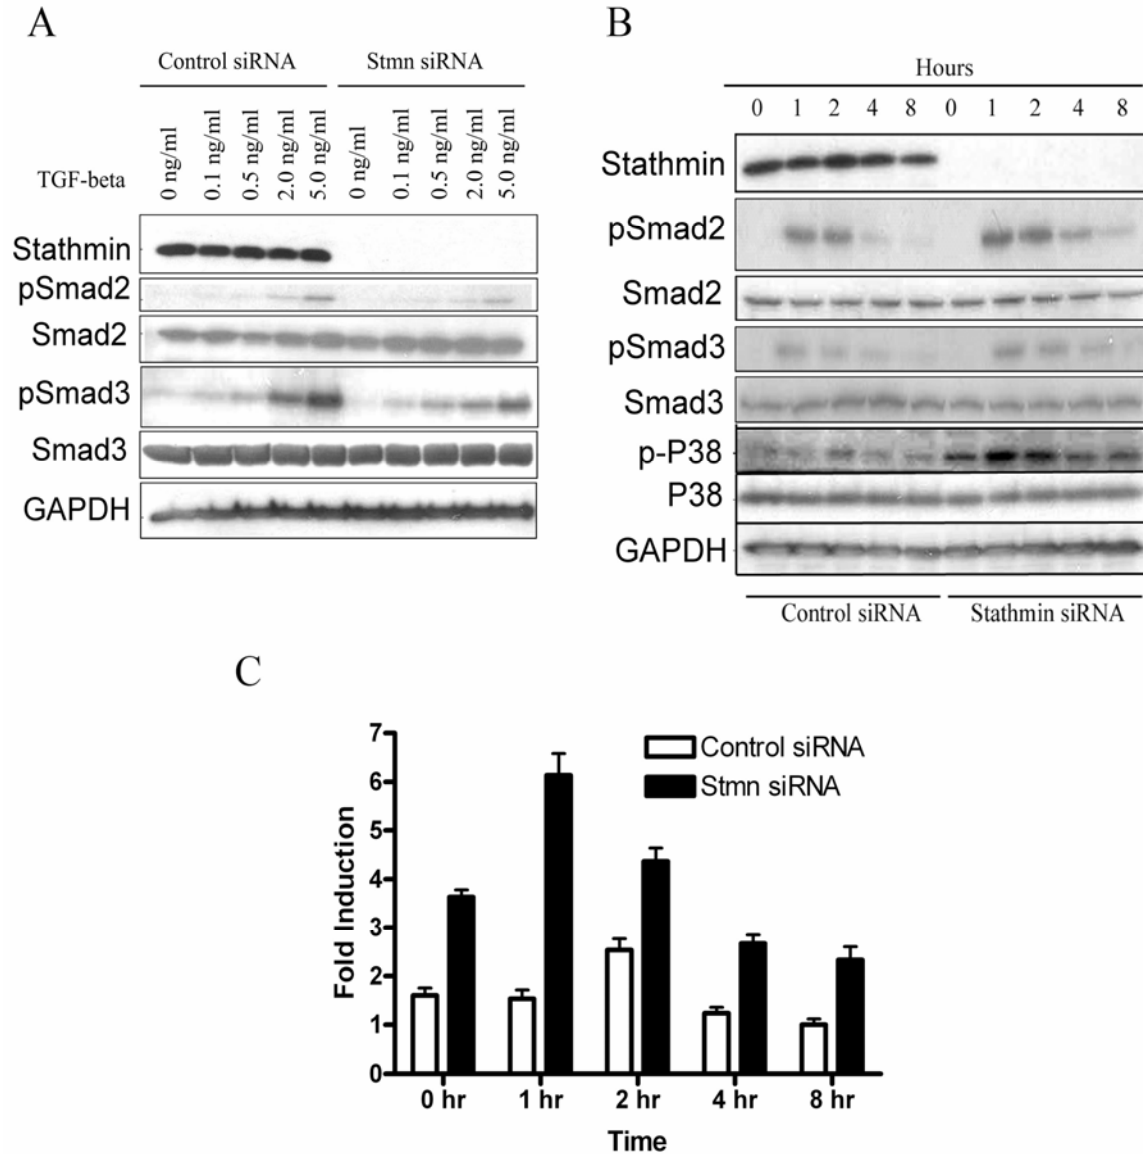 A
Control siRNA Stmn siRNA
TGF-beta 0 ng/ml 0.1 ng/ml 0.5 ng/ml 2.0 ng/ml 5.0 ng/ml 0 ng/ml 0.1 ng/ml 0.5 ng/ml 2.0 ng/ml 5.0 ng/ml
Stathmin
pSmad2
Smad2
pSmad3
Smad3
GAPDH
B
Hours
0 1 2 4 8 0 1 2 4 8
Stathmin
pSmad2
Smad2
pSmad3
Smad3
p-P38
P38
GAPDH
Control siRNA Stathmin siRNA
C
Fold Induction
7
6
5
4
3
2
1
0
Control siRNA
Stmn siRNA
0 hr 1 hr 2 hr 4 hr 8 hr
Time